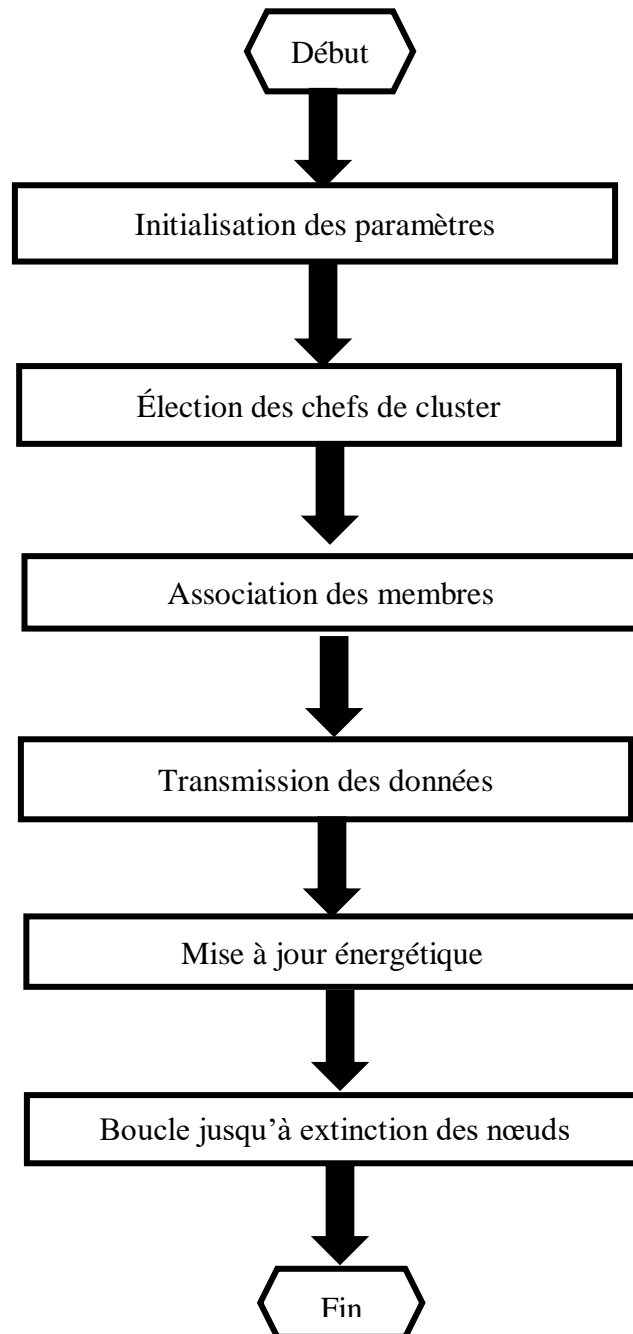 Début
Initialisation des paramètres
Élection des chefs de cluster
Association des membres
Transmission des données
Mise à jour énergétique
Boucle jusqu’à extinction des nœuds
Fin